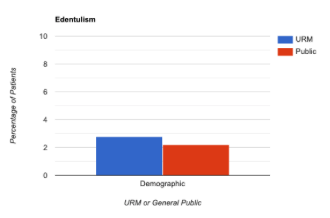 Edentulism
10
8
6
4
2
0
Percentage of Patients
Demographic
URM or General Public
URM
Public